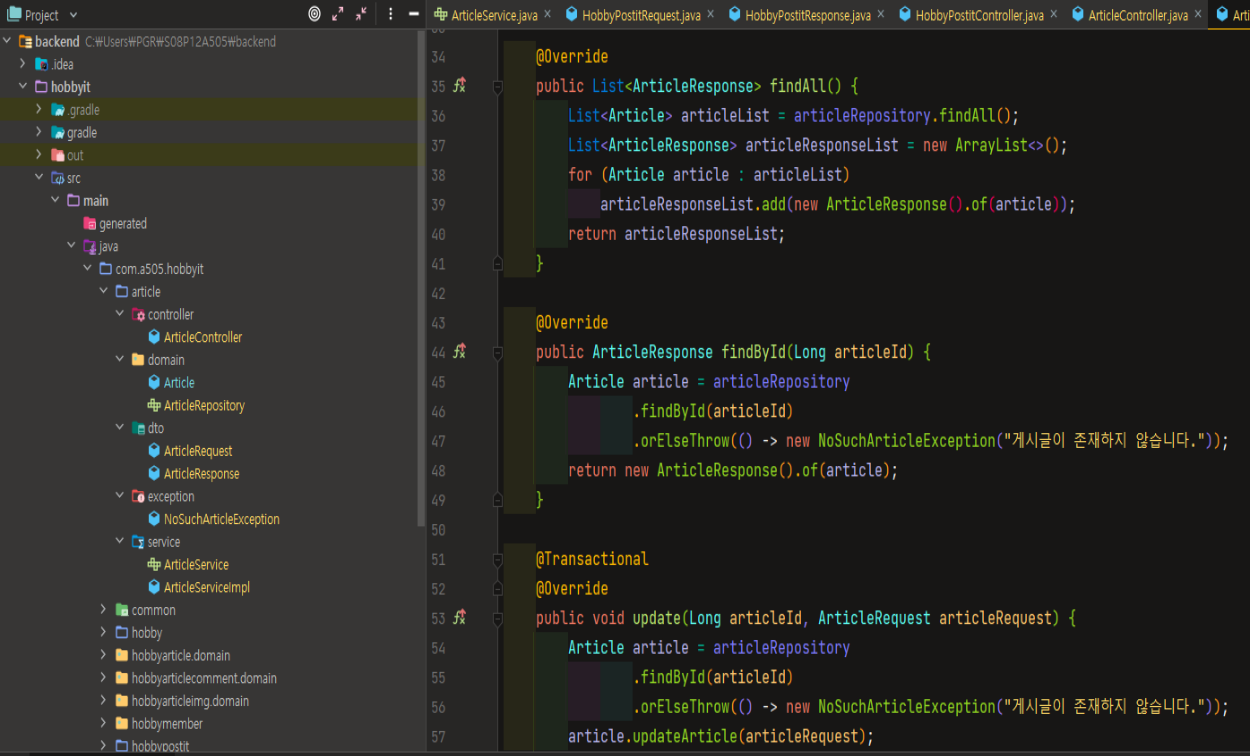 Project
backend C:₩Users₩PGR₩S08P12A505₩backend
.idea
hobbyit
.gradle
gradle
out
src
main
generated
java
com.a505.hobbyit
article
controller
ArticleController
domain
Article
ArticleRepository
dto
ArticleRequest
ArticleResponse
exception
NoSuchArticleException
service
ArticleService
ArticleServiceImpl
common
hobby
hobbyarticle.domain
hobbyarticlecomment.domain
hobbyarticleimg.domain
hobbymember
hobbypostit
ArticleService.java × HobbyPostitRequest.java × HobbyPostitResponse.java × HobbyPostitController.java × ArticleController.java × Arti
34 @Override
35 public List<ArticleResponse> findAll() {
36 List<Article> articleList = articleRepository.findAll();
37 List<ArticleResponse> articleResponseList = new ArrayList<>();
38 for (Article article : articleList)
39 articleResponseList.add(new ArticleResponse().of(article));
40 return articleResponseList;
41 }
42
43 @Override
44 public ArticleResponse findById(Long articleId) {
45 Article article = articleRepository
46 .findById(articleId)
47 .orElseThrow(() -> new NoSuchArticleException("게시글이 존재하지 않습니다."));
48 return new ArticleResponse().of(article);
49 }
50
51 @Transactional
52 @Override
53 public void update(Long articleId, ArticleRequest articleRequest) {
54 Article article = articleRepository
55 .findById(articleId)
56 .orElseThrow(() -> new NoSuchArticleException("게시글이 존재하지 않습니다."));
57 article.updateArticle(articleRequest);